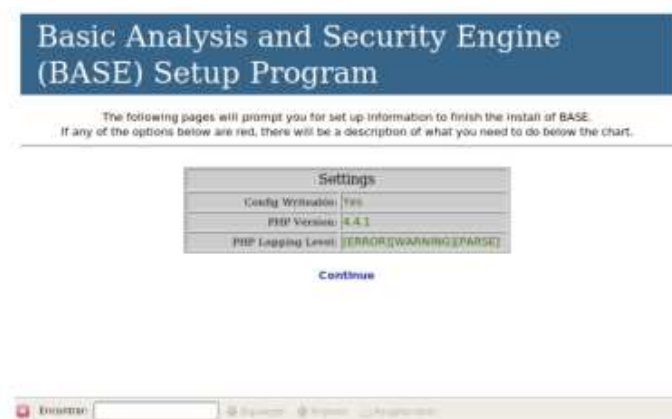 Basic Analysis and Security Engine
(BASE) Setup Program
The following pages will prompt you for set up information to finish the install of BASE.
If any of the options below are red, there will be a description of what you need to do below the chart.
Settings
Config Writeable: Yes
PHP Version: 4.4.1
PHP Logging Level: [ERROR][WARNING][PARSE]
Continue
Encontrar: